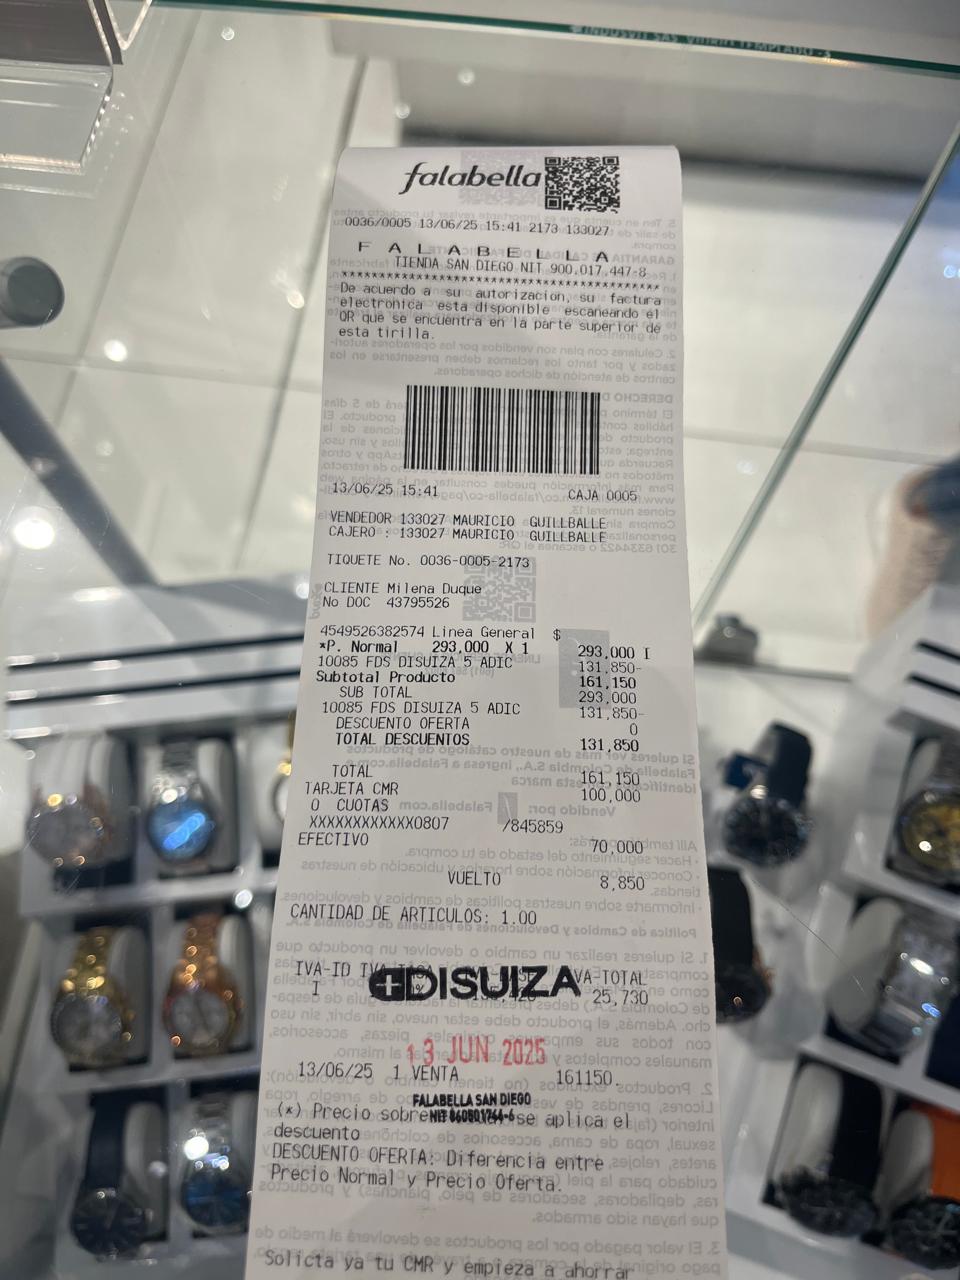 falabella
0036/0005 13/06/25 15:41 2173 133027
F A L A B E L L A
TIENDA SAN DIEGO NIT 900.017.447-8
De acuerdo a su autorizacion, su factura
electronica esta disponible escaneando el
QR que se encuentra en la parte superior de
esta tirilla.
13/06/25 15:41 CAJA 0005
VENDEDOR 133027 MAURICIO GUILLBALLE
CAJERO : 133027 MAURICIO GUILLBALLE
TIQUETE No. 0036-0005-2173
CLIENTE Milena Duque
No DOC 43795526
4549526382574 Linea General $
*P. Normal 293,000 X 1 293,000 I
10085 FDS DISUIZA 5 ADIC 131,850-
Subtotal Producto 161,150
SUB TOTAL 293,000
10085 FDS DISUIZA 5 ADIC 131,850-
DESCUENTO OFERTA 0
TOTAL DESCUENTOS 131,850
TOTAL 161,150
TARJETA CMR 100,000
0 CUOTAS
XXXXXXXXXXXX0807 /845859
EFECTIVO 70,000
VUELTO 8,850
CANTIDAD DE ARTICULOS: 1.00
IVA-ID IVA-TOTAL
DISUIZA
I 25,730
13 JUN 2025
13/06/25 1 VENTA 161150.
FALABELLA SAN DIEGO
(*) Precio sobre se aplica el
descuento
DESCUENTO OFERTA: Diferencia entre
Precio Normal y Precio Oferta.
Solicta ya tu CMR y empieza a ahorrar